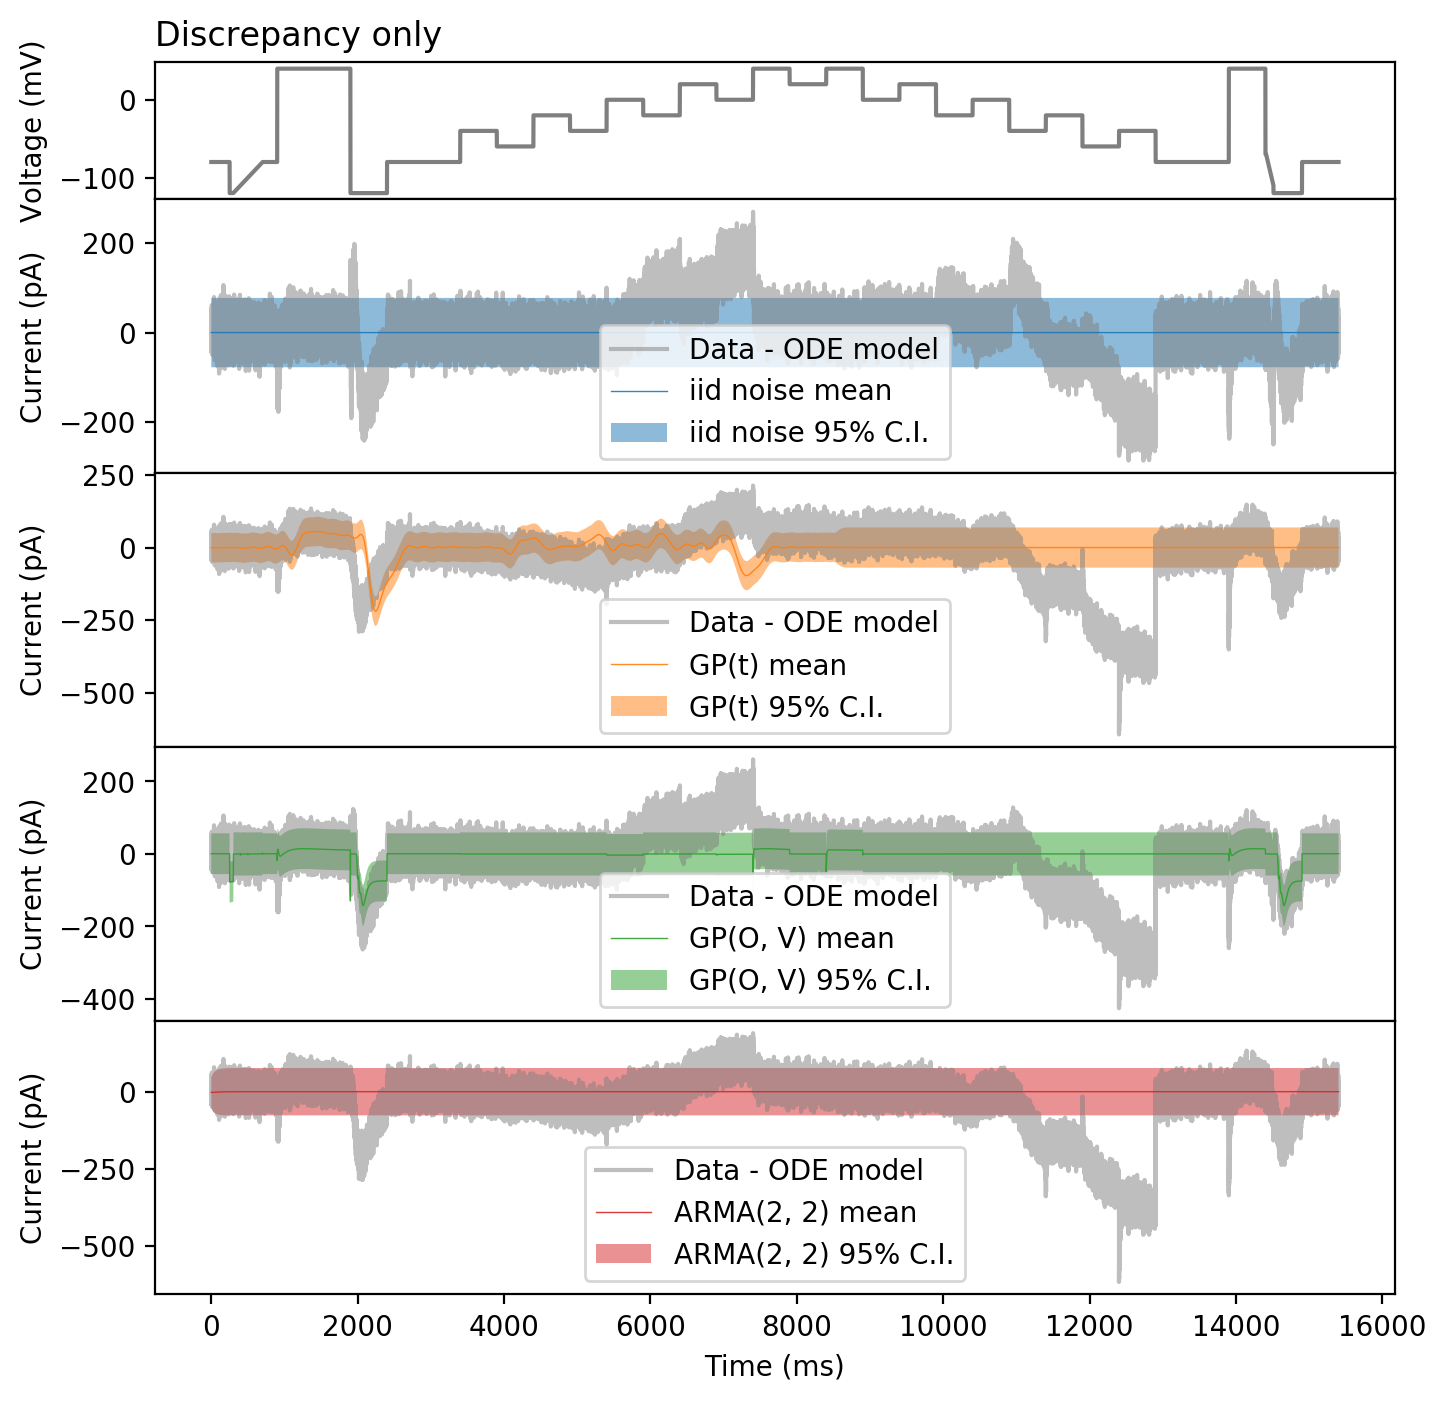 Discrepancy only
Voltage (mV)
0
−100
Current (pA)
200
0
−200
Data - ODE model
iid noise mean
iid noise 95% C.I.
Current (pA)
250
0
−250
−500
Data - ODE model
GP(t) mean
GP(t) 95% C.I.
Current (pA)
200
0
−200
−400
Data - ODE model
GP(O, V) mean
GP(O, V) 95% C.I.
Current (pA)
0
−250
−500
Data - ODE model
ARMA(2, 2) mean
ARMA(2, 2) 95% C.I.
0 2000 4000 6000 8000 10000 12000 14000 16000
Time (ms)